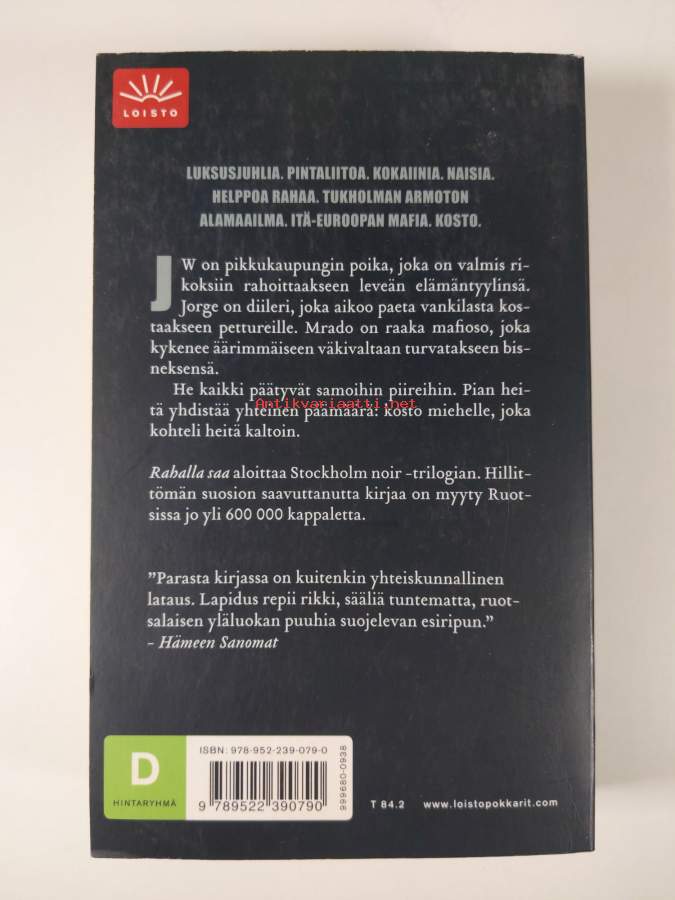 LOISTO
LUKSUSJUHLIA. PINTALIITOA. KOKAIINIA. NAISIA.
HELPPOA RAHAA. TUKHOLMAN ARMOTON
ALAMAAILMA. ITÄ-EUROOPAN MAFIA. KOSTO.
JW on pikkukaupungin poika, joka on valmis ri-
koksiin rahoittaakseen leveän elämäntyylinsä.
Jorge on diileri, joka aikoo paeta vankilasta kos-
taakseen pettureille. Mrado on raaka mafioso, joka
kykenee äärimmäiseen väkivaltaan turvatakseen bis-
neksensä.
He kaikki päätyvät samoihin piireihin. Pian hei-
tä yhdistää yhteinen päämäärä: kosto miehelle, joka
Antikvariaatti.net
kohteli heitä kaltoin.
Rahalla saa aloittaa Stockholm noir -trilogian. Hillit-
tömän suosion saavuttanutta kirjaa on myyty Ruot-
sissa jo yli 600 000 kappaletta.
”Parasta kirjassa on kuitenkin yhteiskunnallinen
lataus. Lapidus repii rikki, sääliä tuntematta, ruot-
salaisen yläluokan puuhia suojelevan esiripun.”
- Hämeen Sanomat
D
HINTARYHMÄ
ISBN: 978-952-239-079-0
9 789522 390790
999680-0938
T 84.2 www.loistopokkarit.com